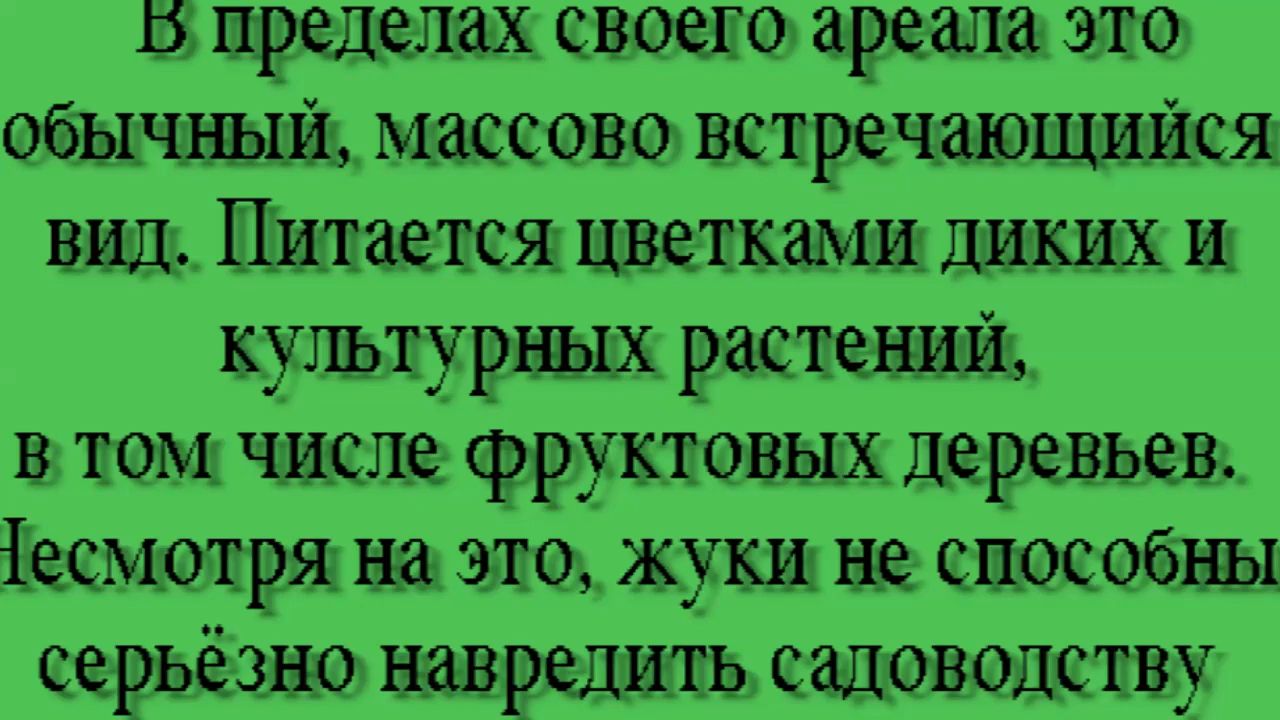 В пределах своего ареала это
обычный, массово встречающийся
вид. Питается цветками диких и
культурных растений,
в том числе фруктовых деревьев.
Несмотря на это, жуки не способны
серьёзно навредить садоводству